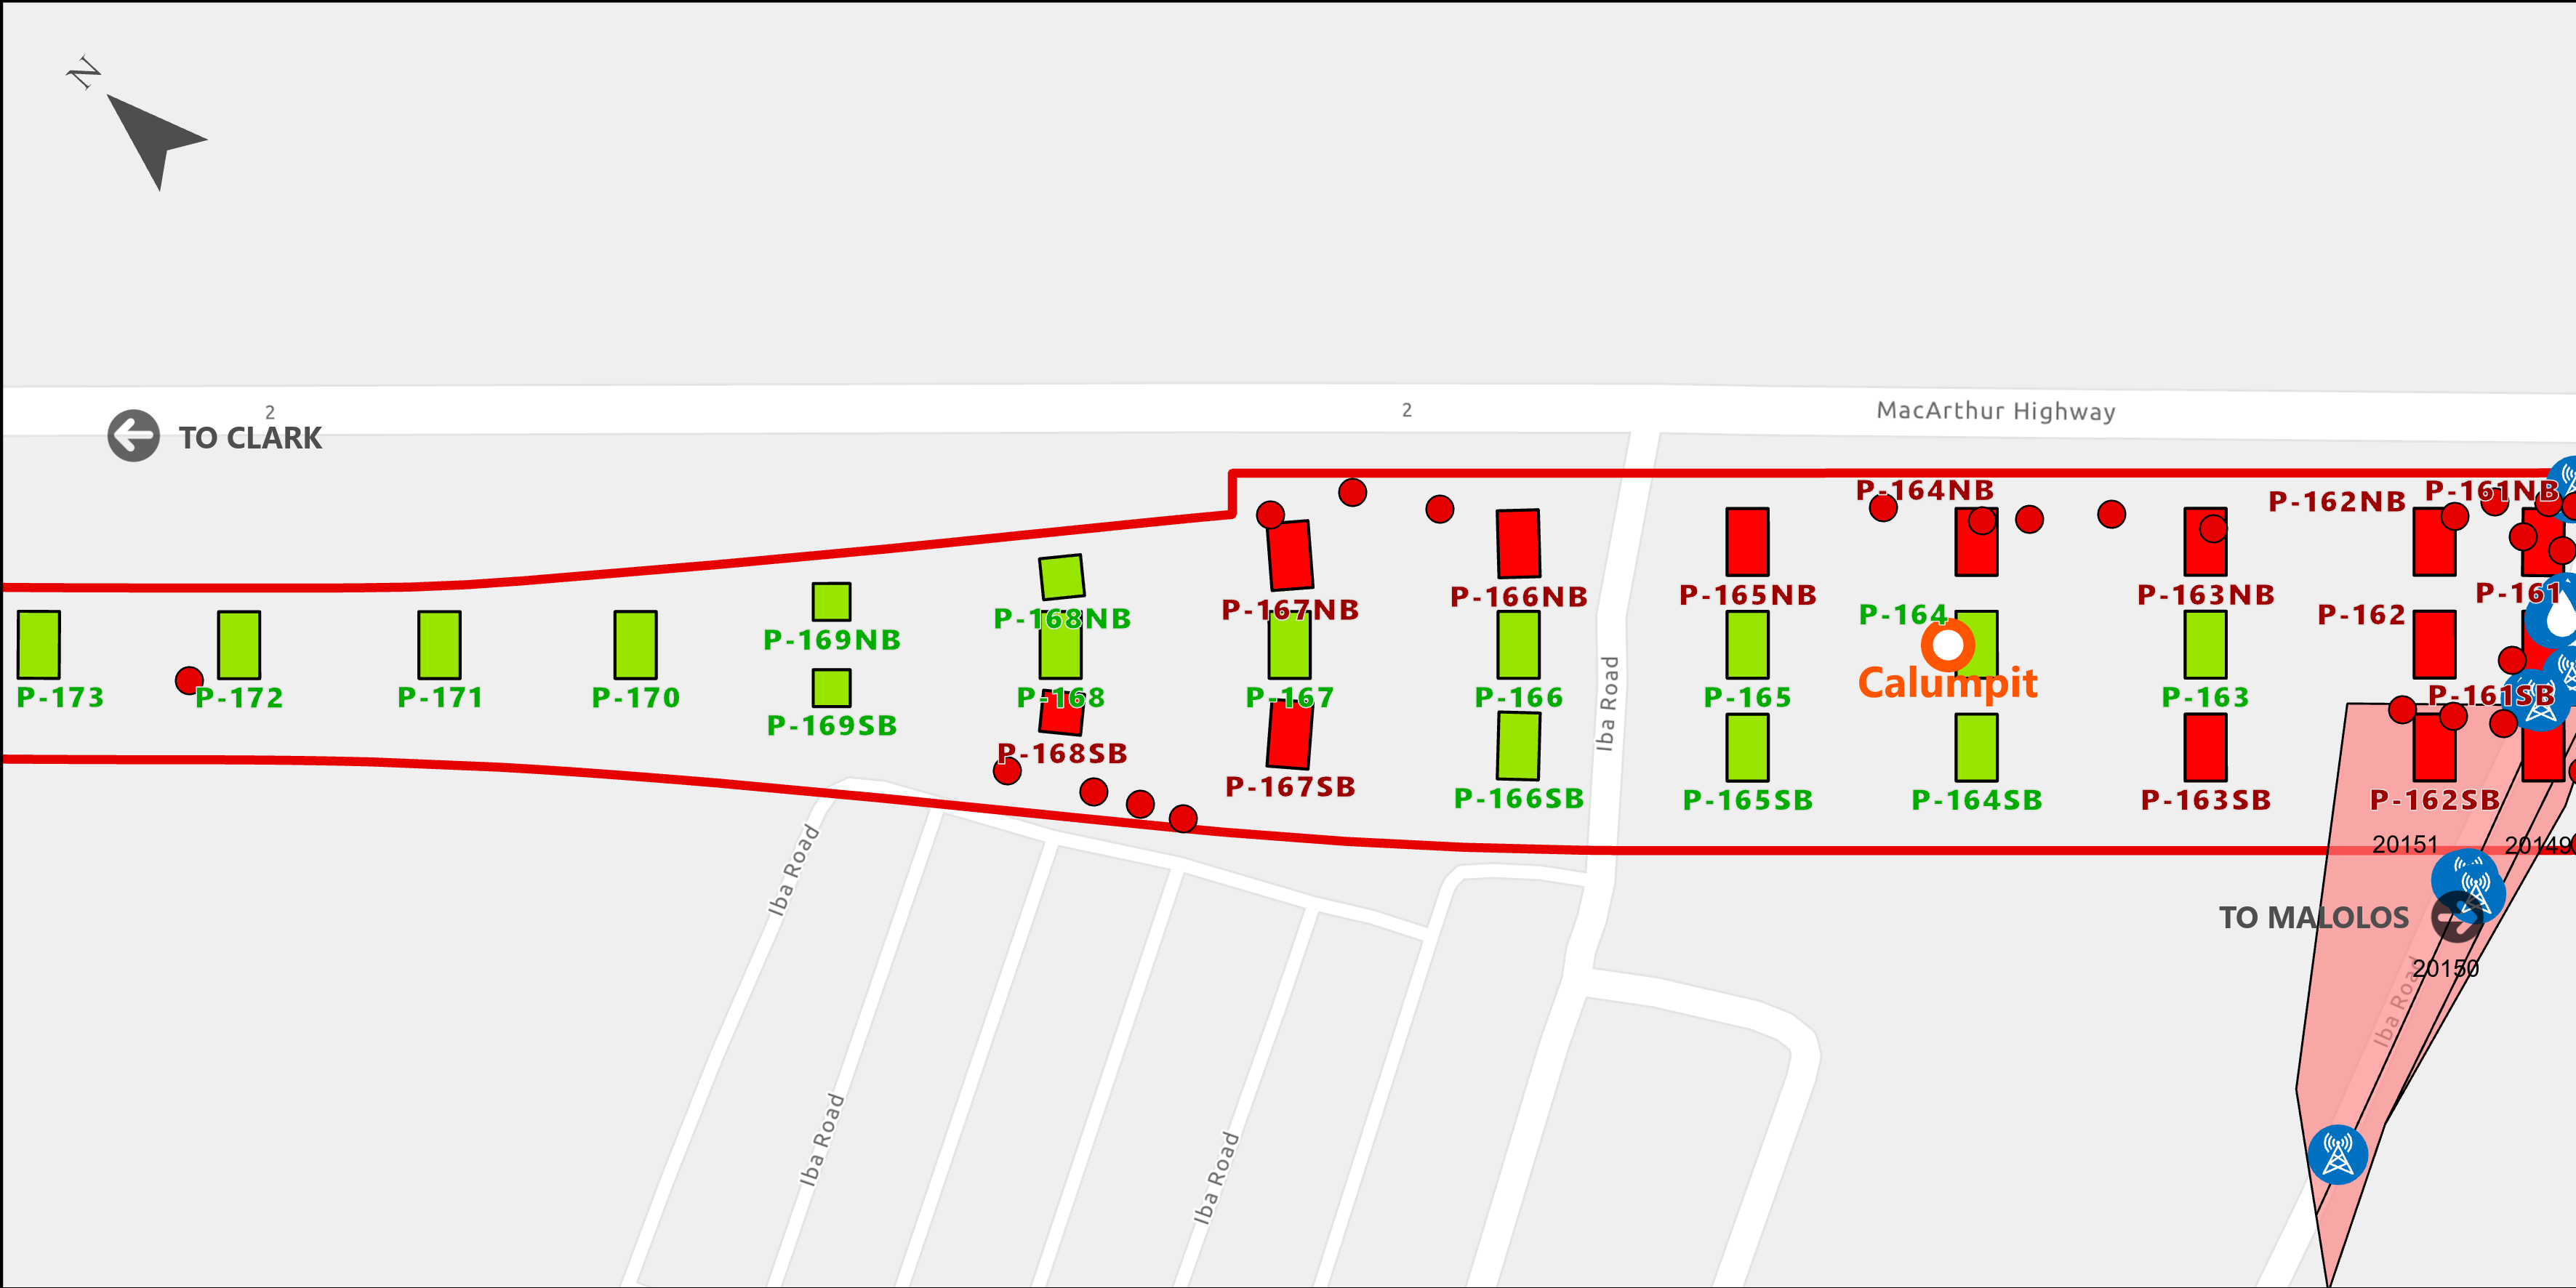 N
2
2
MacArthur Highway
TO CLARK
P-164NB
P-162NB
P-161NB
P-167NB
P-166NB
P-165NB
P-163NB
P-161
P-169NB
P-168NB
P-164
P-162
P-173
P-172
P-171
P-170
P-169SB
P-168
P-167
P-166
Iba Road
P-165
Calumpit
P-163
P-161SB
P-168SB
P-167SB
P-166SB
P-165SB
P-164SB
P-163SB
P-162SB
20151
20149
Iba Road
TO MALOLOS
20150
Iba Road
Iba Road
Iba Road